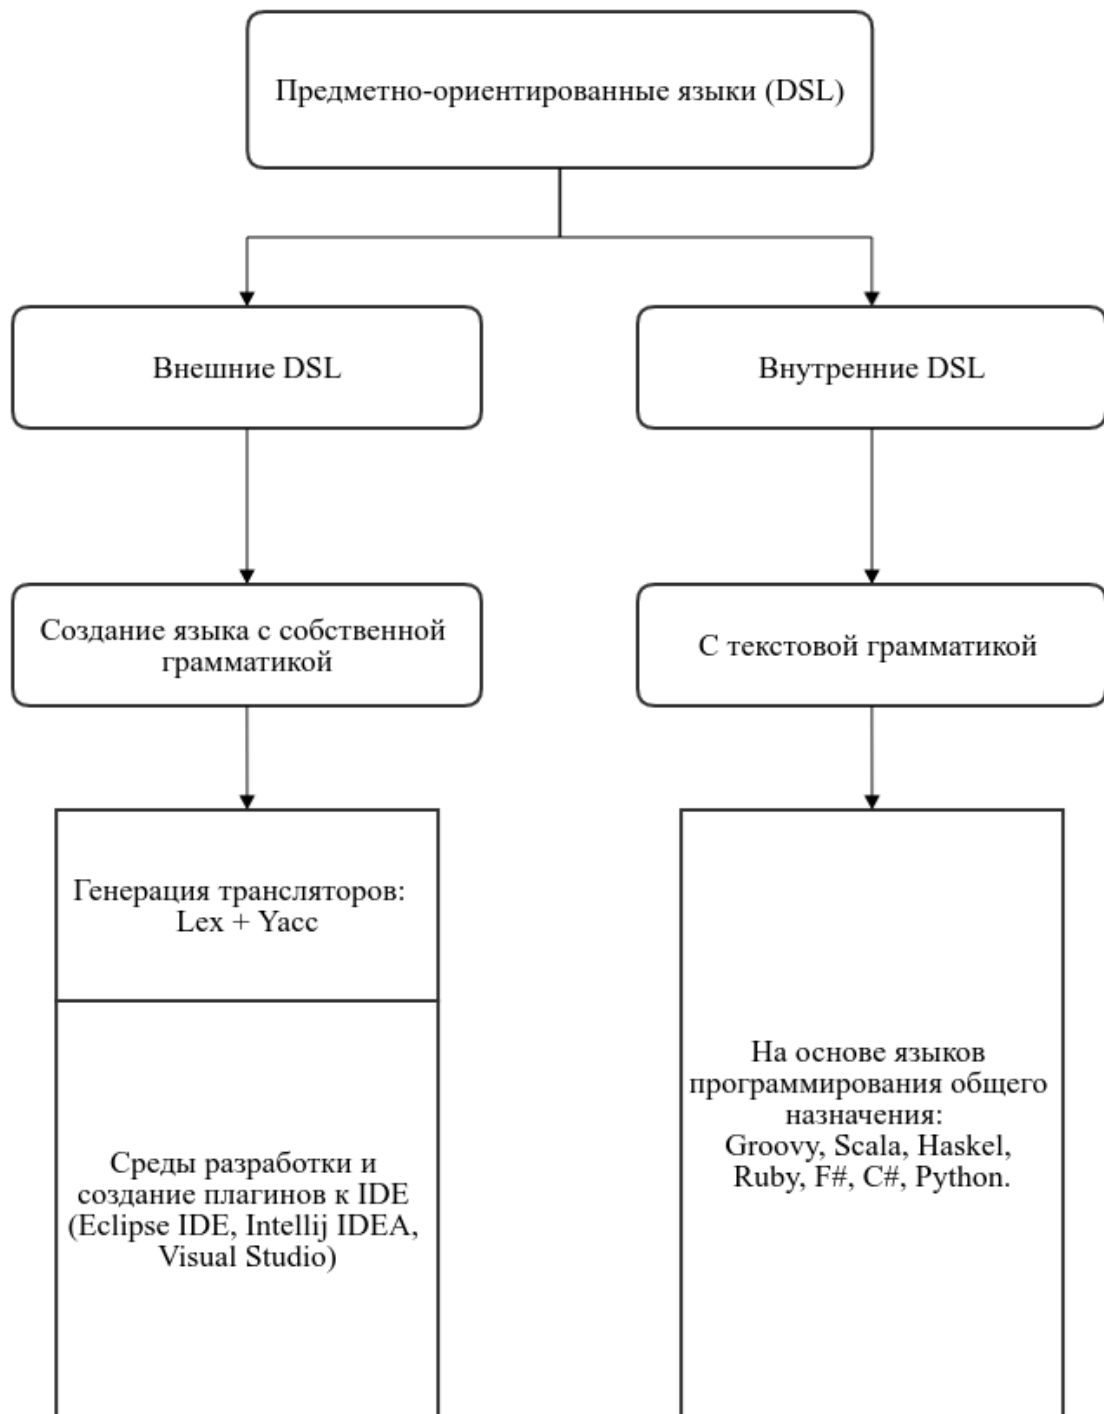 Предметно-ориентированные языки (DSL)
Внешние DSL
Внутренние DSL
Создание языка с собственной
грамматикой
С текстовой грамматикой
Генерация трансляторов:
Lex + Yacc
Среды разработки и
создание плагинов к IDE
(Eclipse IDE, Intellij IDEA,
Visual Studio)
На основе языков
программирования общего
назначения:
Groovy, Scala, Haskel,
Ruby, F#, C#, Python.